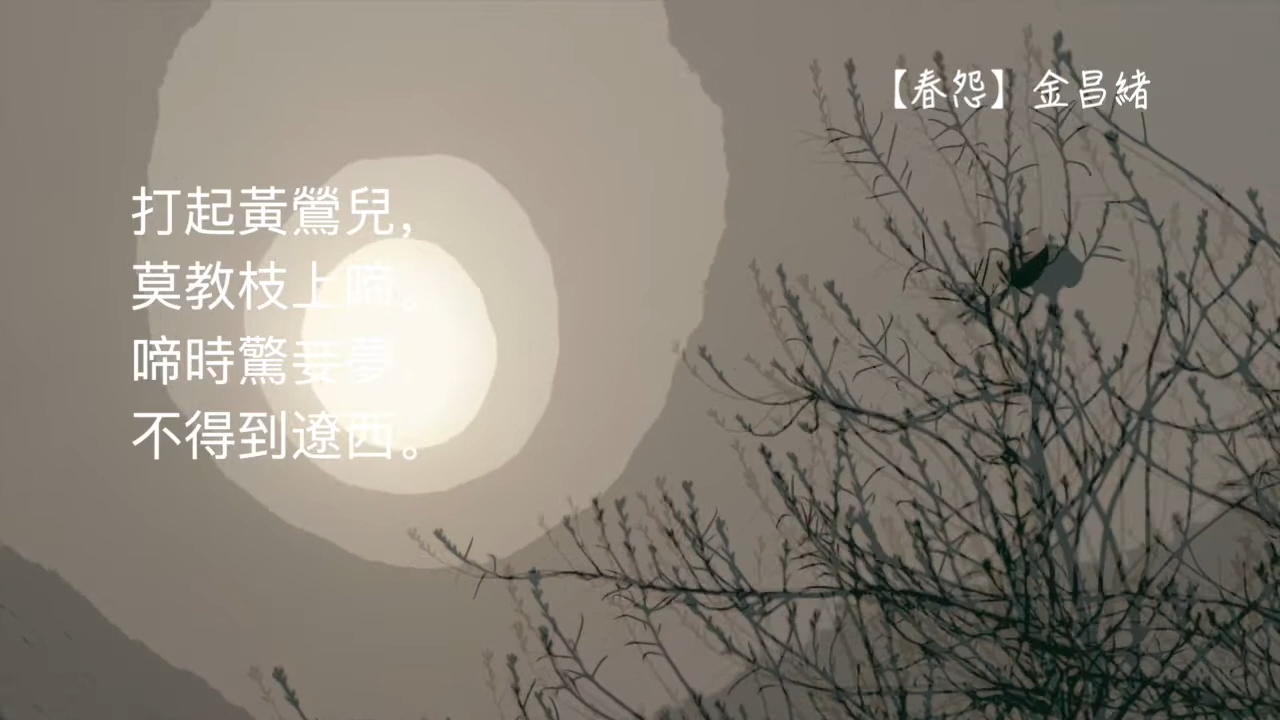 【春怨】金昌緒
打起黃鶯兒,
莫教枝上啼。
啼時驚妾夢,
不得到遼西。